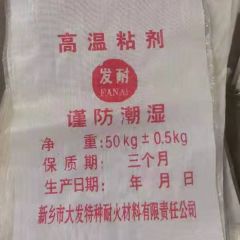 高温粘剂
发耐
FANAI
谨防潮湿
净 重:50kg±0.5kg
保质期:三个月
生产日期: 年 月 日
新乡市大发特种耐火材料有限责任公司